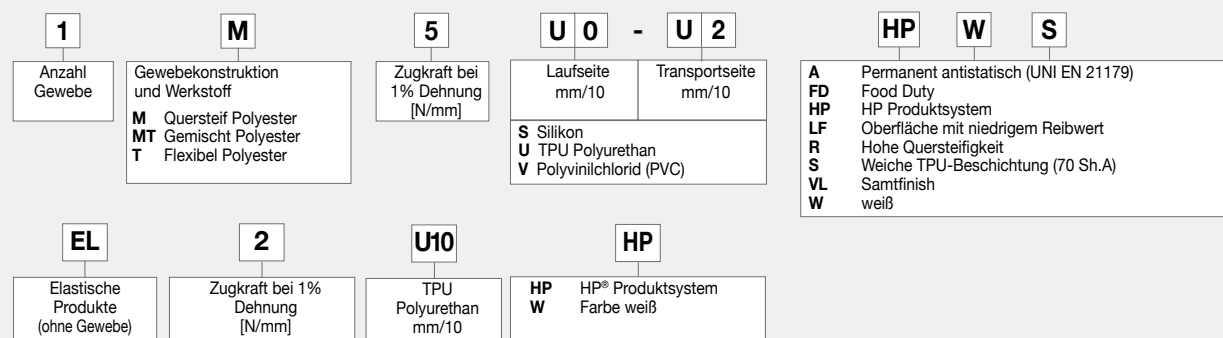 1 M 5 U 0 - U 2 HP W S
Anzahl
Gewebe
Gewebekonstruktion
und Werkstoff
M Quersteif Polyester
MT Gemischt Polyester
T Flexibel Polyester
Zugkraft bei
1% Dehnung
[N/mm]
Laufseite
mm/10
Transportseite
mm/10
S Silikon
U TPU Polyurethan
V Polyvinilchlorid (PVC)
A Permanent antistatisch (UNI EN 21179)
FD Food Duty
HP HP Produktsystem
LF Oberfläche mit niedrigem Reibwert
R Hohe Quersteifigkeit
S Weiche TPU-Beschichtung (70 Sh.A)
VL Samtfinish
W weiß
EL 2 U10 HP
Elastische
Produkte
(ohne Gewebe)
Zugkraft bei 1%
Dehnung
[N/mm]
TPU
Polyurethan
mm/10
HP HP® Produktsystem
W Farbe weiß